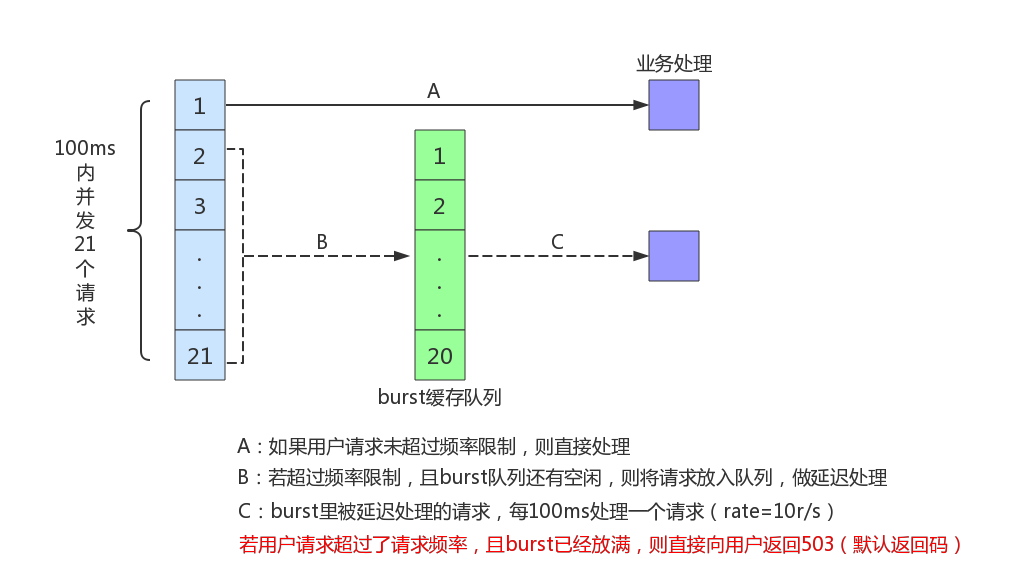 业务处理
A
1
2
3
.
.
.
21
100ms
内
并
发
21
个
请
求
B
1
2
.
.
.
20
C
burst缓存队列
A：如果用户请求未超过频率限制，则直接处理
B：若超过频率限制，且burst队列还有空闲，则将请求放入队列，做延迟处理
C：burst里被延迟处理的请求，每100ms处理一个请求（rate=10r/s）
若用户请求超过了请求频率，且burst已经放满，则直接向用户返回503（默认返回码）